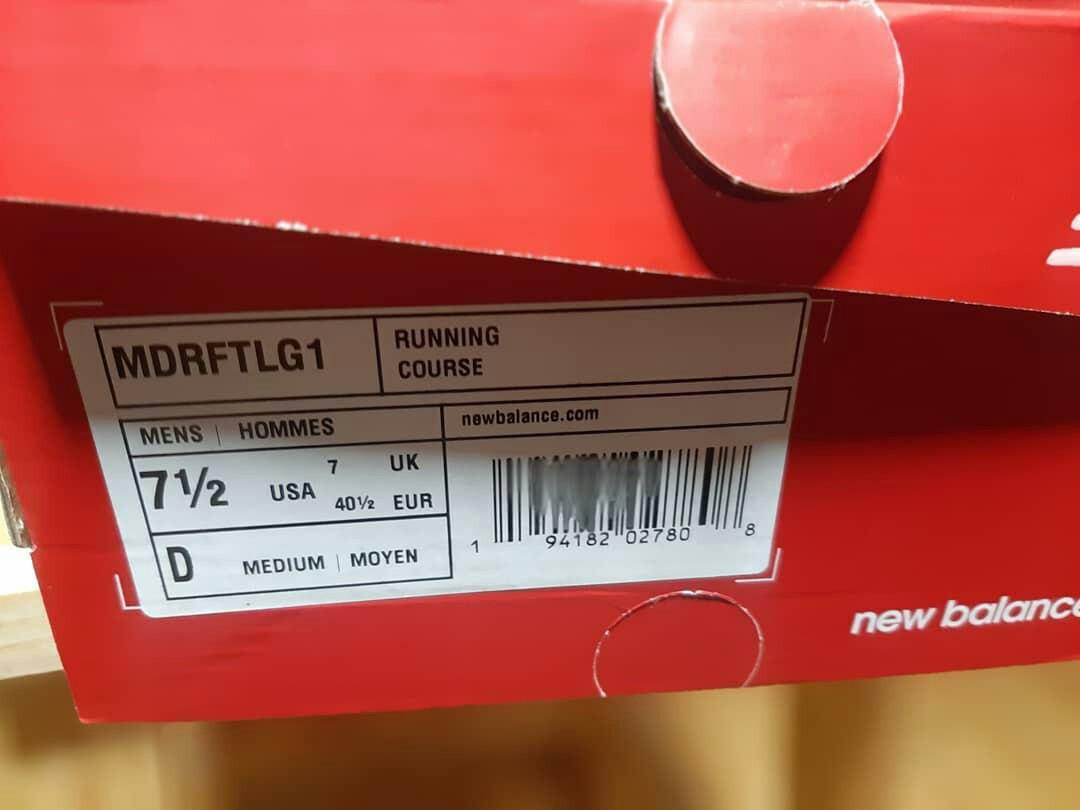 MDRFTLG1
RUNNING
COURSE
MENS | HOMMES
newbalance.com
7½ USA
7 UK
40½ EUR
D MEDIUM | MOYEN
1 94182 02780 8
new balance